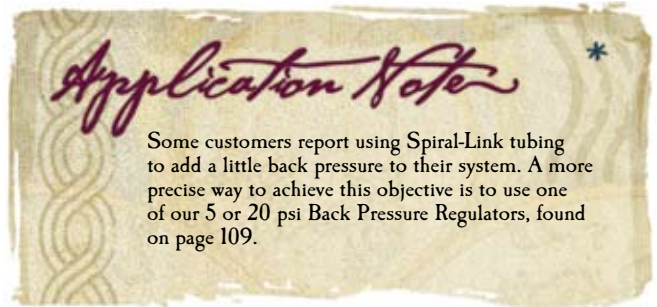 Application Note *
Some customers report using Spiral-Link tubing
to add a little back pressure to their system. A more
precise way to achieve this objective is to use one
of our 5 or 20 psi Back Pressure Regulators, found
on page 109.